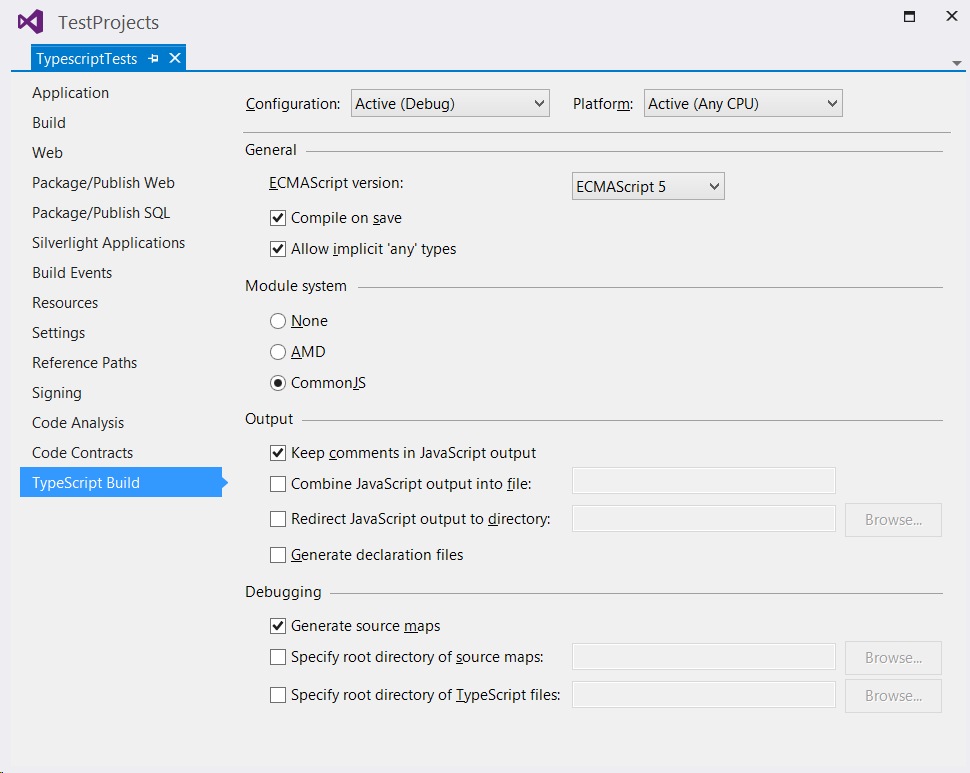 TestProjects
TypescriptTests
Application
Build
Web
Package/Publish Web
Package/Publish SQL
Silverlight Applications
Build Events
Resources
Settings
Reference Paths
Signing
Code Analysis
Code Contracts
TypeScript Build
Configuration: Active (Debug) Platform: Active (Any CPU)
General
ECMAScript version: ECMAScript 5
Compile on save
Allow implicit 'any' types
Module system
None
AMD
CommonJS
Output
Keep comments in JavaScript output
Combine JavaScript output into file:
Redirect JavaScript output to directory: Browse...
Generate declaration files
Debugging
Generate source maps
Specify root directory of source maps: Browse...
Specify root directory of TypeScript files: Browse...